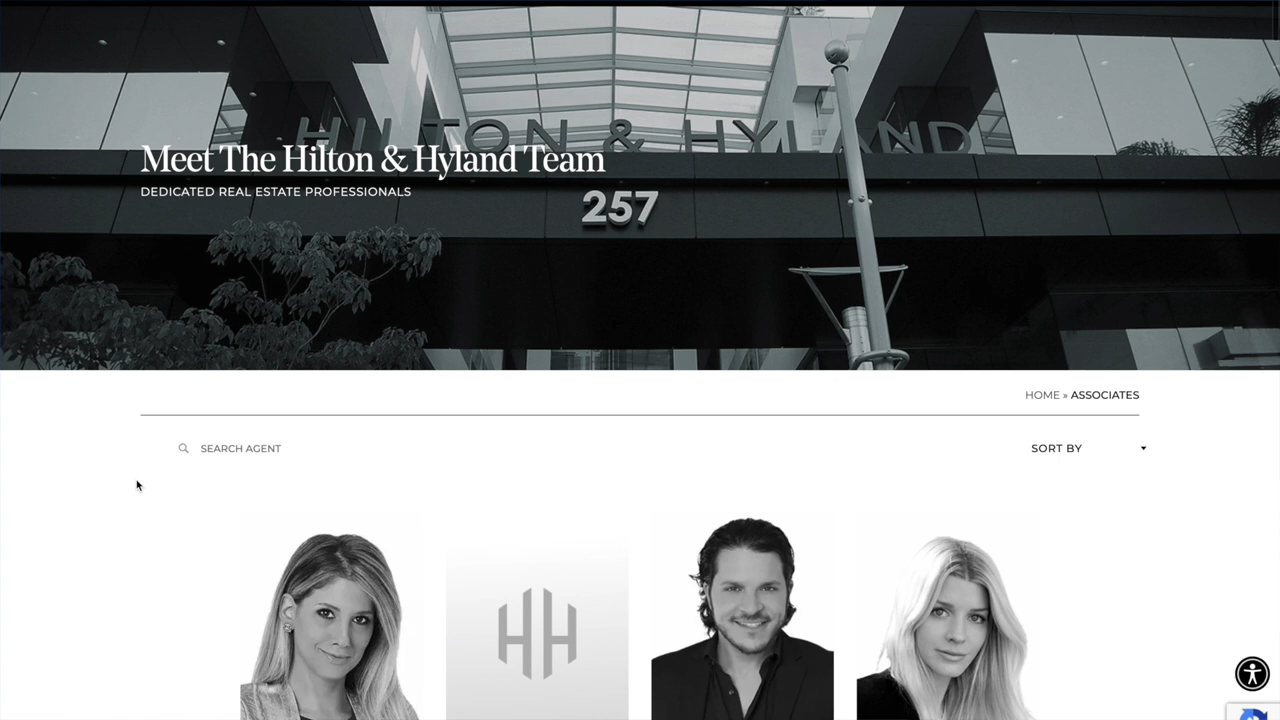 HILTON & HYLAND
Meet The Hilton & Hyland Team
DEDICATED REAL ESTATE PROFESSIONALS
257
HOME » ASSOCIATES
SEARCH AGENT
SORT BY
HH